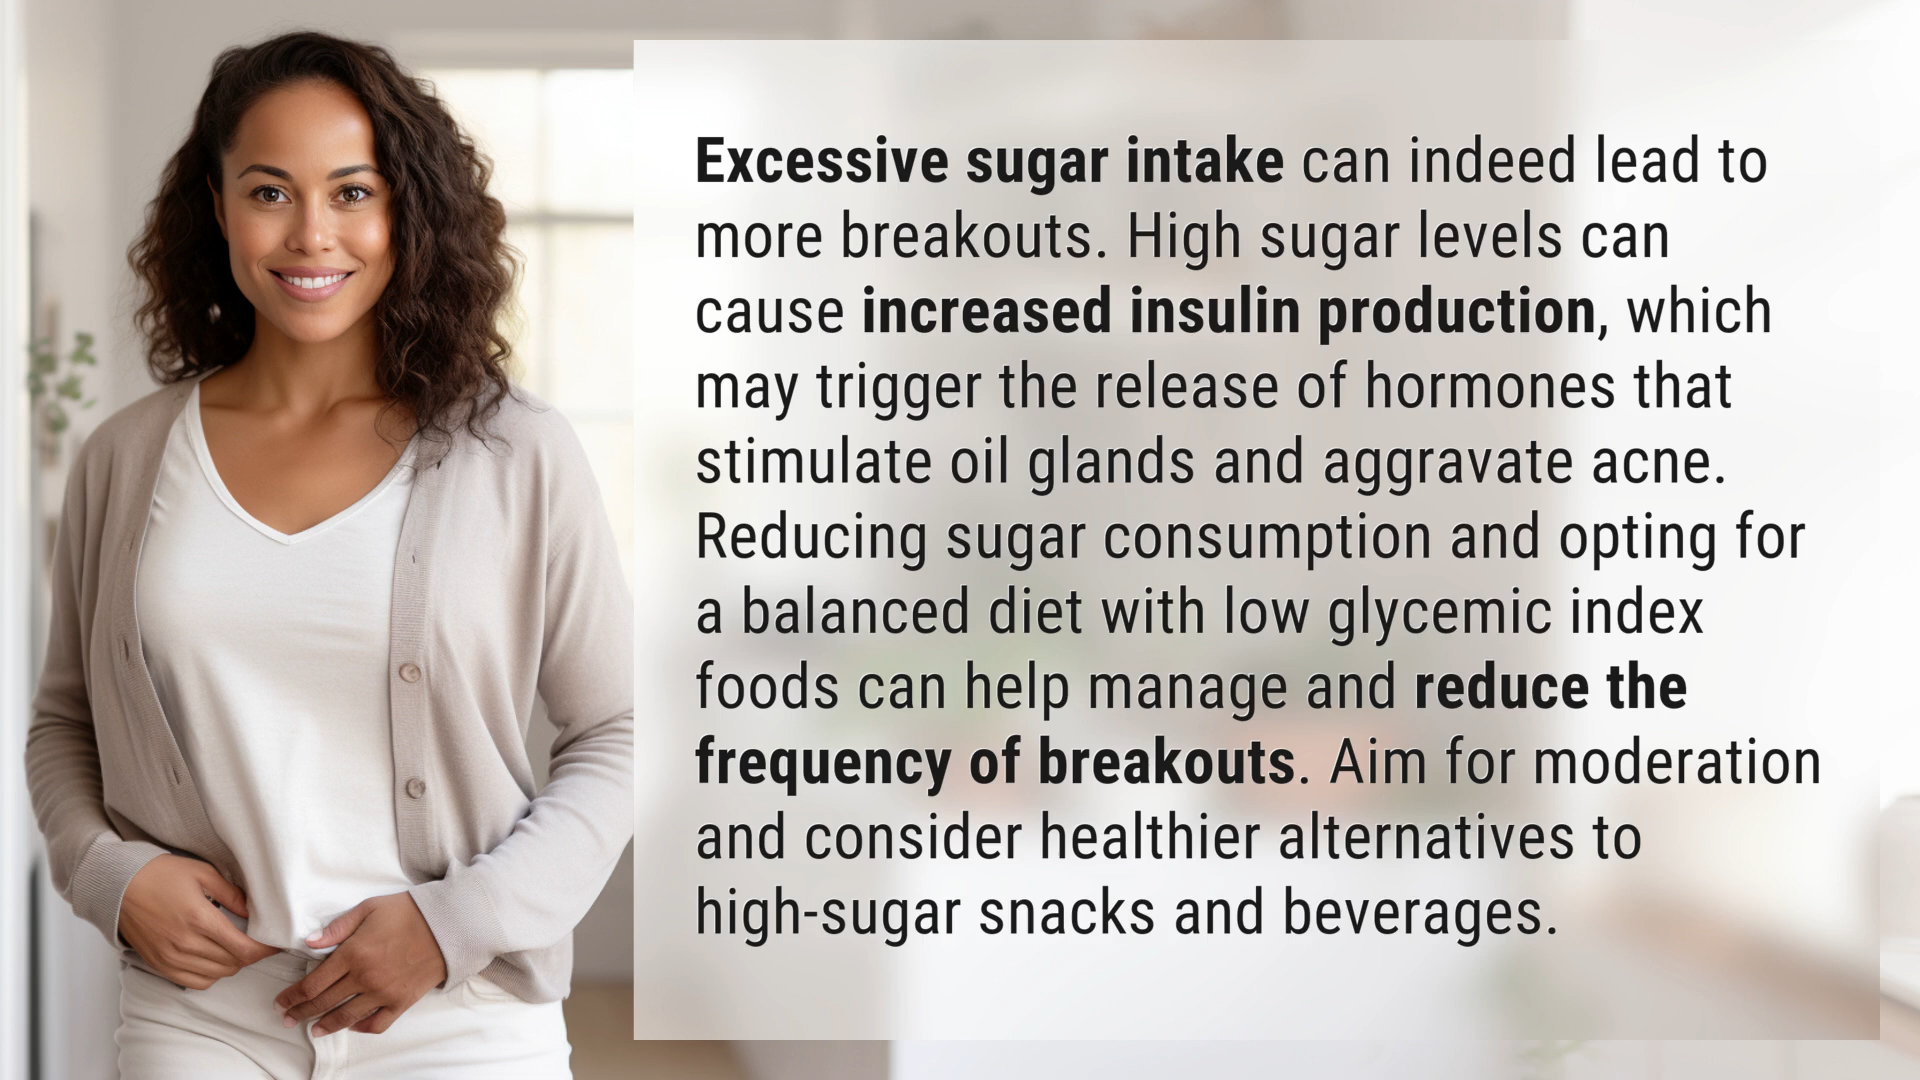 Excessive sugar intake can indeed lead to
more breakouts. High sugar levels can
cause increased insulin production, which
may trigger the release of hormones that
stimulate oil glands and aggravate acne.
Reducing sugar consumption and opting for
a balanced diet with low glycemic index
foods can help manage and reduce the
frequency of breakouts. Aim for moderation
and consider healthier alternatives to
high-sugar snacks and beverages.